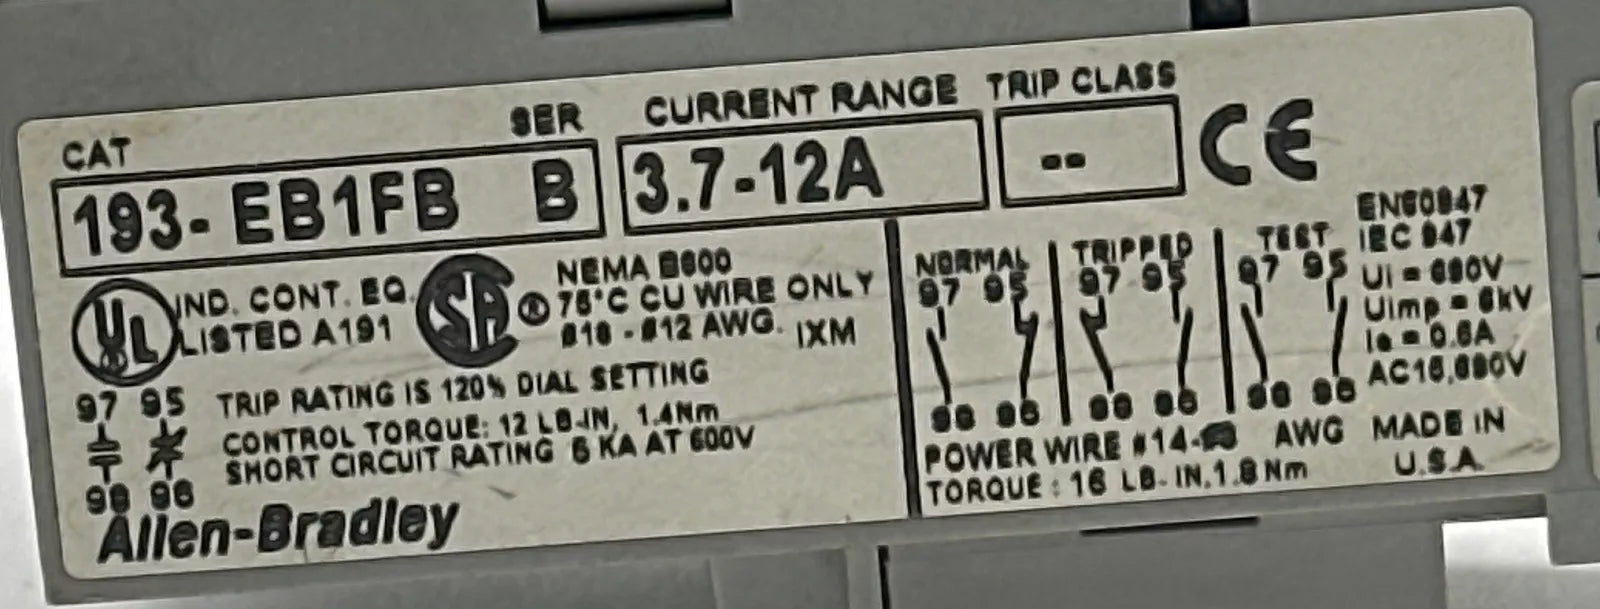 CAT SER CURRENT RANGE TRIP CLASS
193-EB1FB B 3.7-12A -- CE
UL IND. CONT. EQ.
LISTED A191
SA ®
NEMA B600
75°C CU WIRE ONLY
#18 - #12 AWG. IXM
97 95
98 96
TRIP RATING IS 120% DIAL SETTING
CONTROL TORQUE: 12 LB-IN, 1.4Nm
SHORT CIRCUIT RATING 5 KA AT 600V
Allen-Bradley
NORMAL TRIPPED TEST
97 95 97 95 97 95
98 96 98 96 98 96
POWER WIRE #14- AWG
TORQUE: 16 LB-IN, 1.8 Nm
EN60947
IEC 947
Ui = 690V
Uimp = 6kV
Ie = 0.6A
AC15,690V
MADE IN
U.S.A.